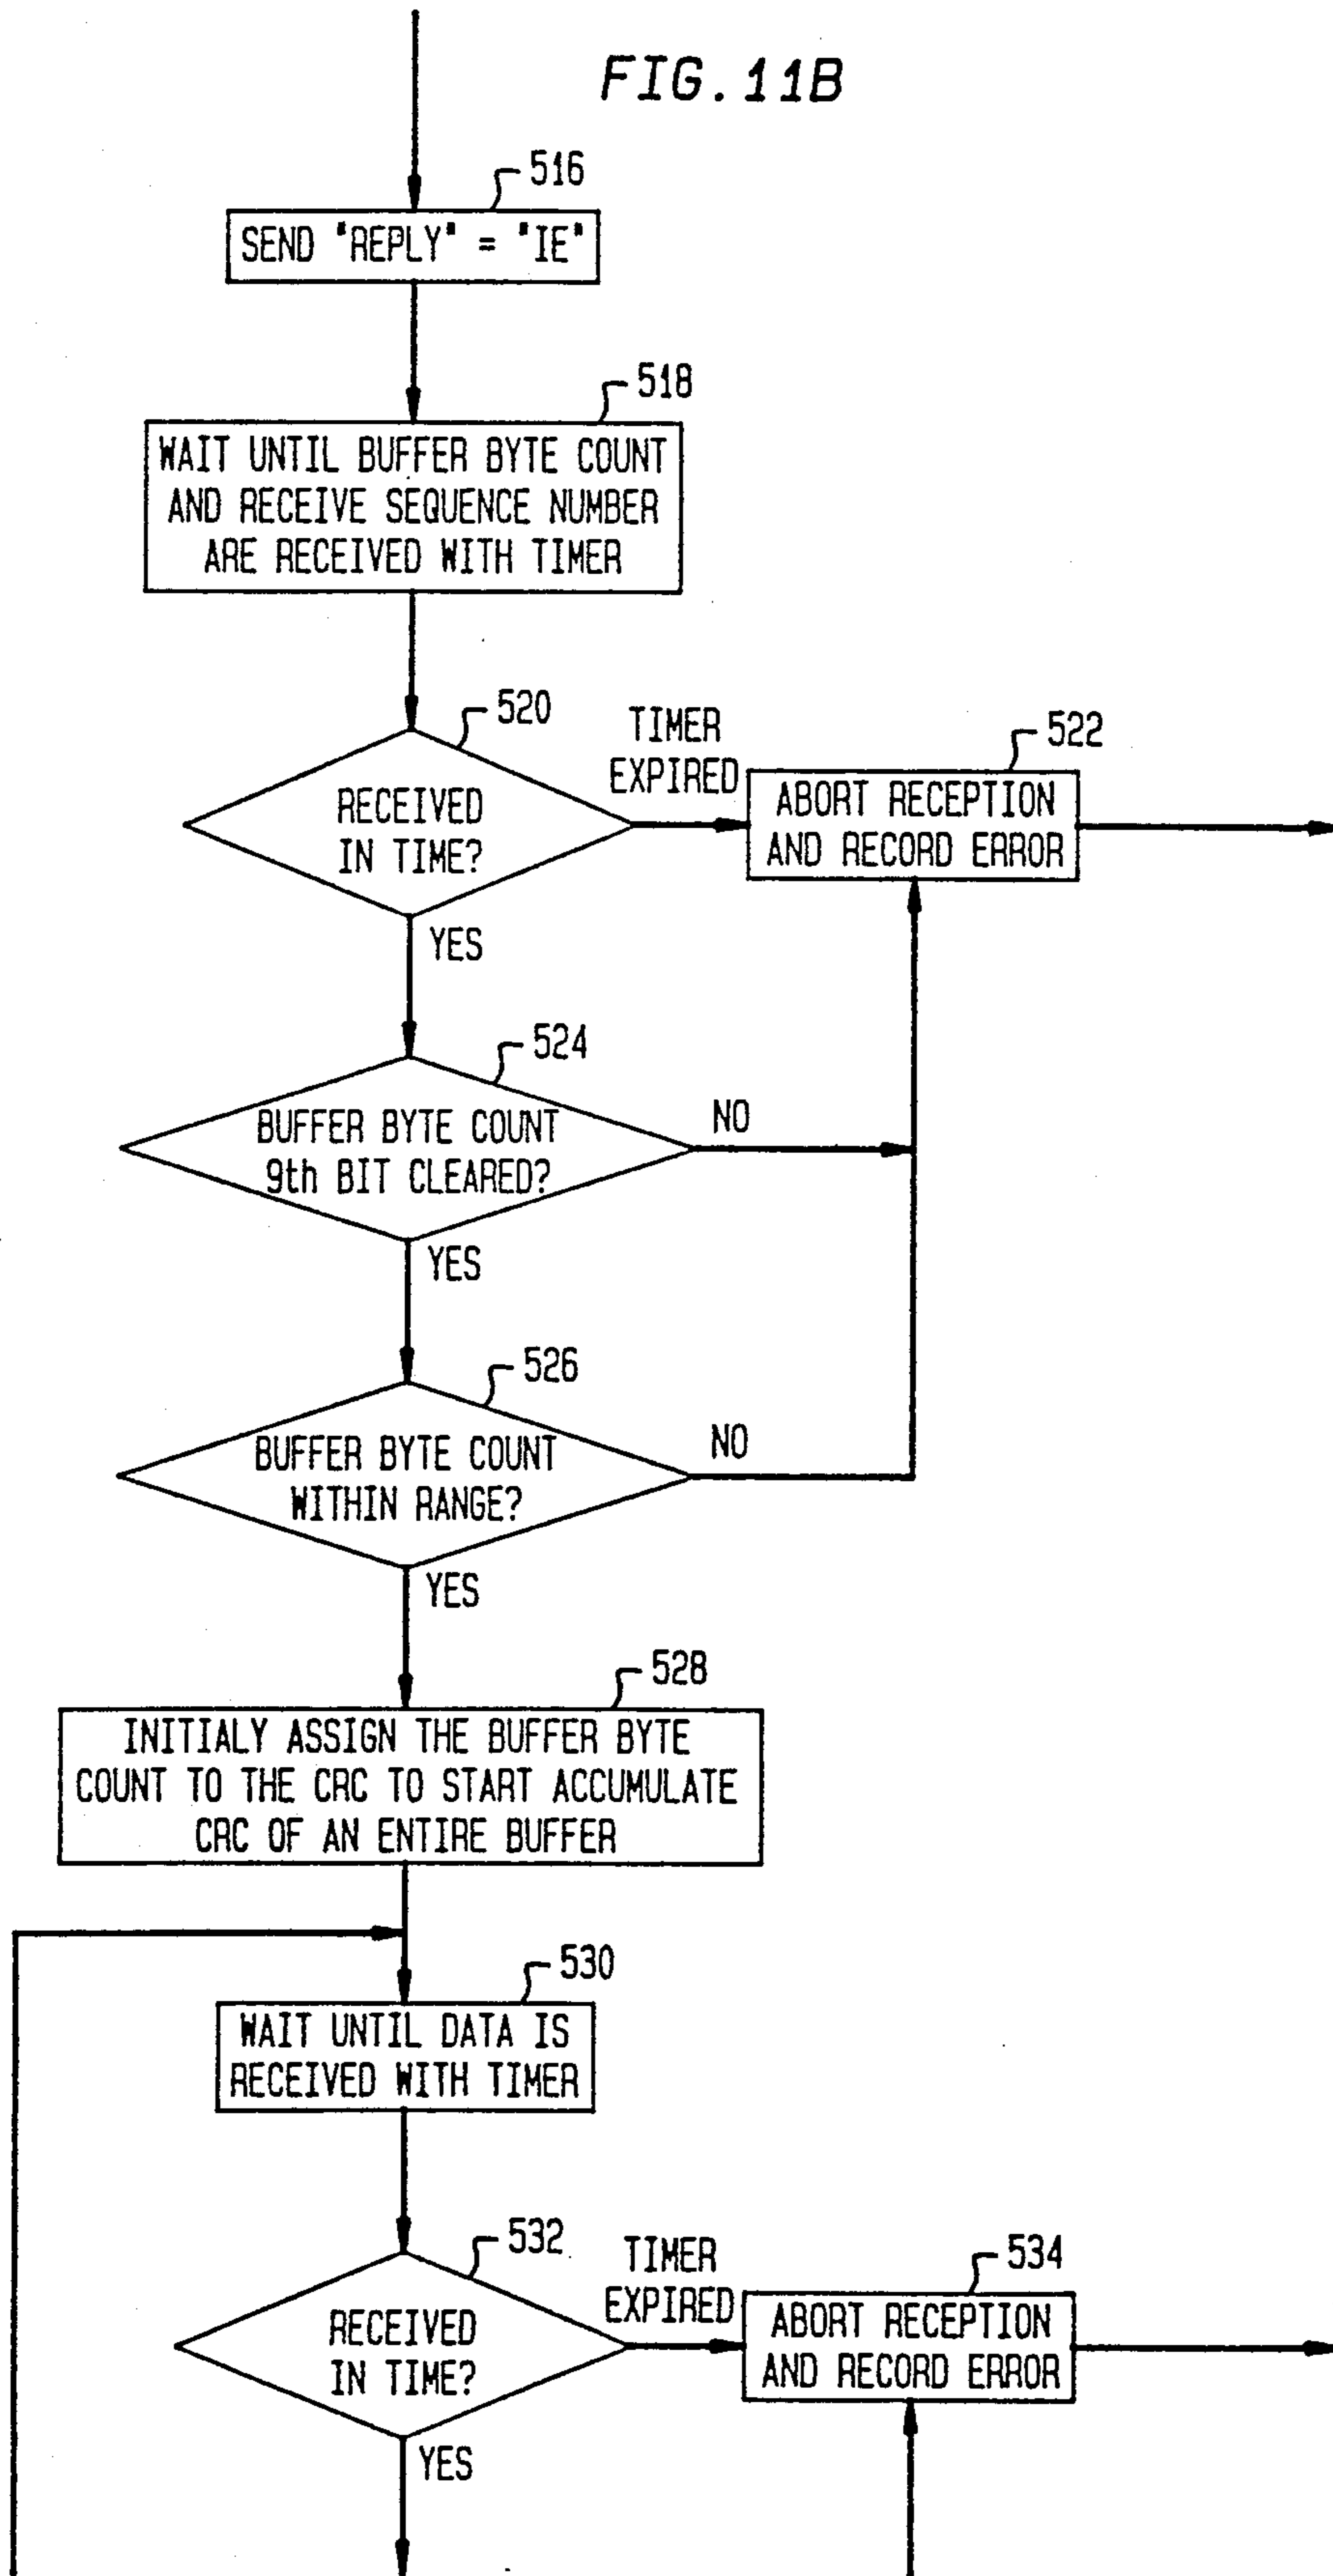 FIG. 11B
516
SEND "REPLY" = "IE"
518
WAIT UNTIL BUFFER BYTE COUNT
AND RECEIVE SEQUENCE NUMBER
ARE RECEIVED WITH TIMER
520
RECEIVED
IN TIME?
TIMER
EXPIRED
522
ABORT RECEPTION
AND RECORD ERROR
YES
524
BUFFER BYTE COUNT
9th BIT CLEARED?
NO
YES
526
BUFFER BYTE COUNT
WITHIN RANGE?
NO
YES
528
INITIALY ASSIGN THE BUFFER BYTE
COUNT TO THE CRC TO START ACCUMULATE
CRC OF AN ENTIRE BUFFER
530
WAIT UNTIL DATA IS
RECEIVED WITH TIMER
532
RECEIVED
IN TIME?
TIMER
EXPIRED
534
ABORT RECEPTION
AND RECORD ERROR
YES